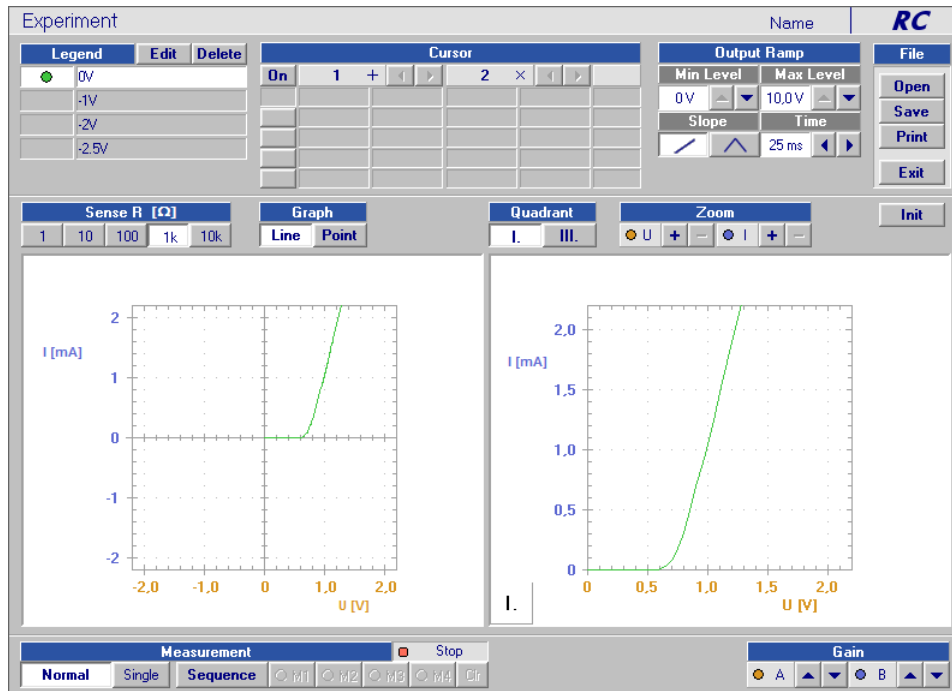 Experiment Name RC
Legend Edit Delete Cursor Output Ramp File
0V On 1 + 2 × Min Level Max Level Open
-1V 0 V 10,0 V Save
-2V Slope Time Print
-2.5V 25 ms Exit
Sense R [Ω] Graph Quadrant Zoom Init
1 10 100 1k 10k Line Point I. III. U + − I + −
2
I [mA]
1
0
-1
-2
-2,0 -1,0 0 1,0 2,0
U [V]
2,0
I [mA]
1,5
1,0
0,5
0
0 0,5 1,0 1,5 2,0
I. U [V]
Measurement Stop Gain
Normal Single Sequence M1 M2 M3 M4 Clr A B